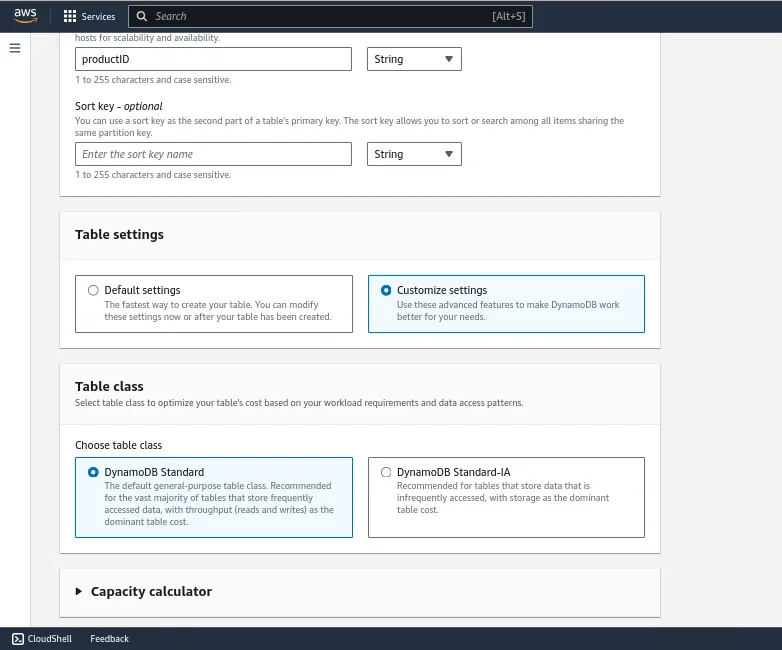 aws
Services
Search
[Alt+S]
hosts for scalability and availability.
productID
String
1 to 255 characters and case sensitive.
Sort key - optional
You can use a sort key as the second part of a table's primary key. The sort key allows you to sort or search among all items sharing the
same partition key.
Enter the sort key name
String
1 to 255 characters and case sensitive.
Table settings
Default settings
The fastest way to create your table. You can modify
these settings now or after your table has been created.
Customize settings
Use these advanced features to make DynamoDB work
better for your needs.
Table class
Select table class to optimize your table's cost based on your workload requirements and data access patterns.
Choose table class
DynamoDB Standard
The default general-purpose table class. Recommended
for the vast majority of tables that store frequently
accessed data, with throughput (reads and writes) as the
dominant table cost.
DynamoDB Standard-IA
Recommended for tables that store data that is
infrequently accessed, with storage as the dominant
table cost.
Capacity calculator
CloudShell
Feedback